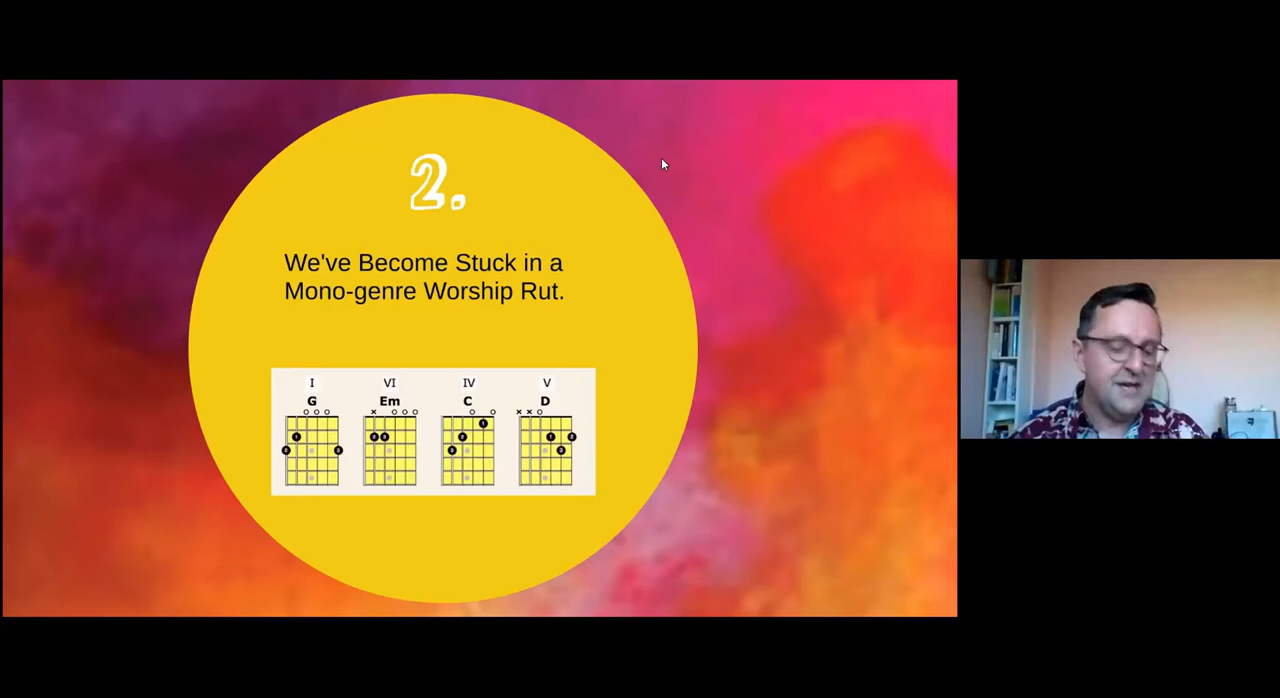 2.
We've Become Stuck in a
Mono-genre Worship Rut.
I VI IV V
G Em C D